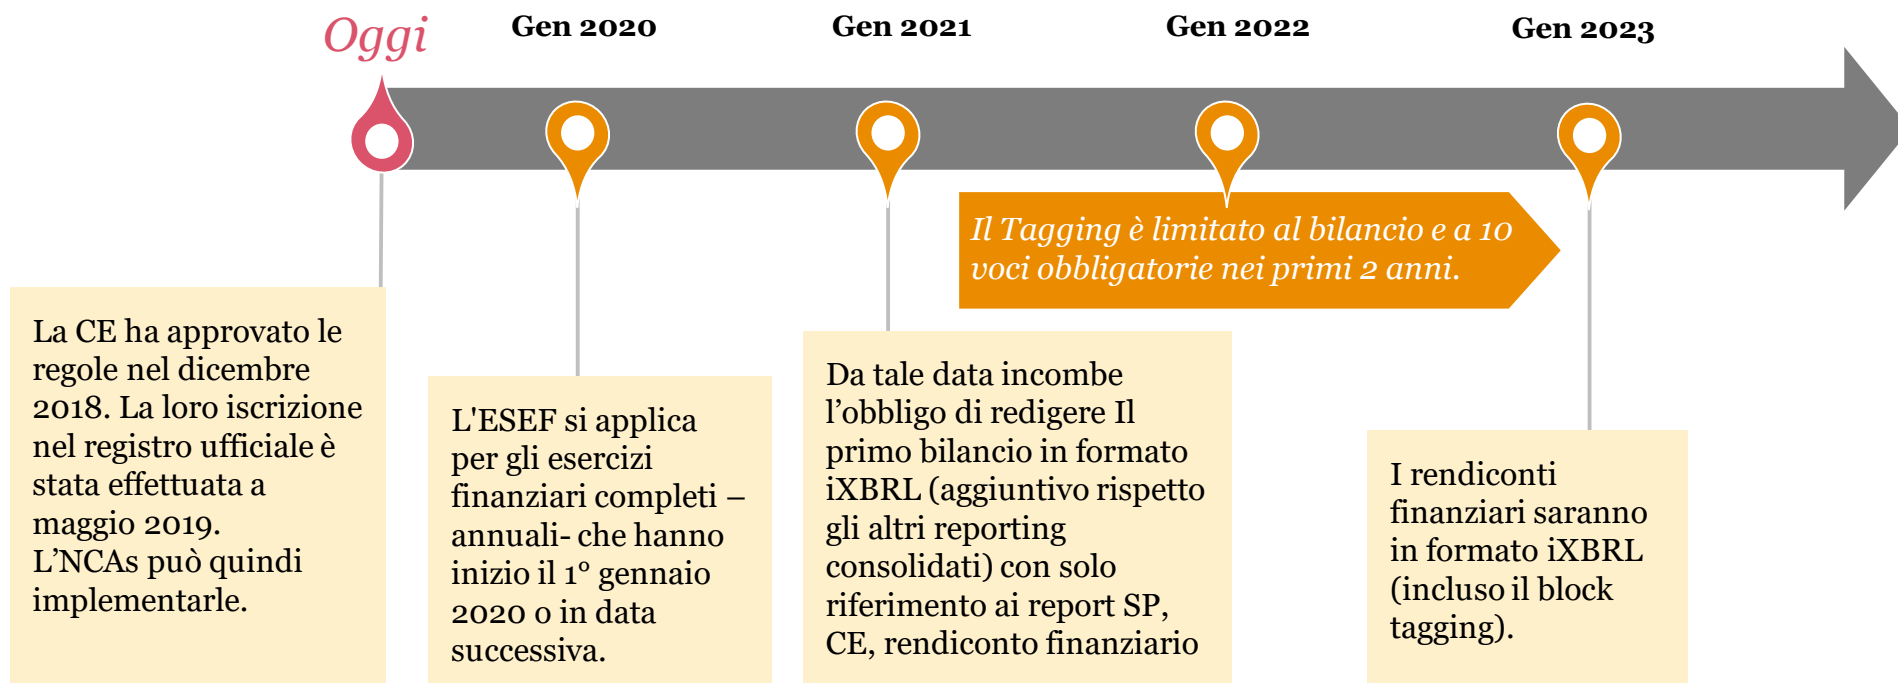 Oggi
Gen 2020
Gen 2021
Gen 2022
Gen 2023
Il Tagging è limitato al bilancio e a 10
voci obbligatorie nei primi 2 anni.
La CE ha approvato le
regole nel dicembre
2018. La loro iscrizione
nel registro ufficiale è
stata effettuata a
maggio 2019.
L’NCAs può quindi
implementarle.
L'ESEF si applica
per gli esercizi
finanziari completi –
annuali- che hanno
inizio il 1° gennaio
2020 o in data
successiva.
Da tale data incombe
l’obbligo di redigere Il
primo bilancio in formato
iXBRL (aggiuntivo rispetto
gli altri reporting
consolidati) con solo
riferimento ai report SP,
CE, rendiconto finanziario
I rendiconti
finanziari saranno
in formato iXBRL
(incluso il block
tagging).